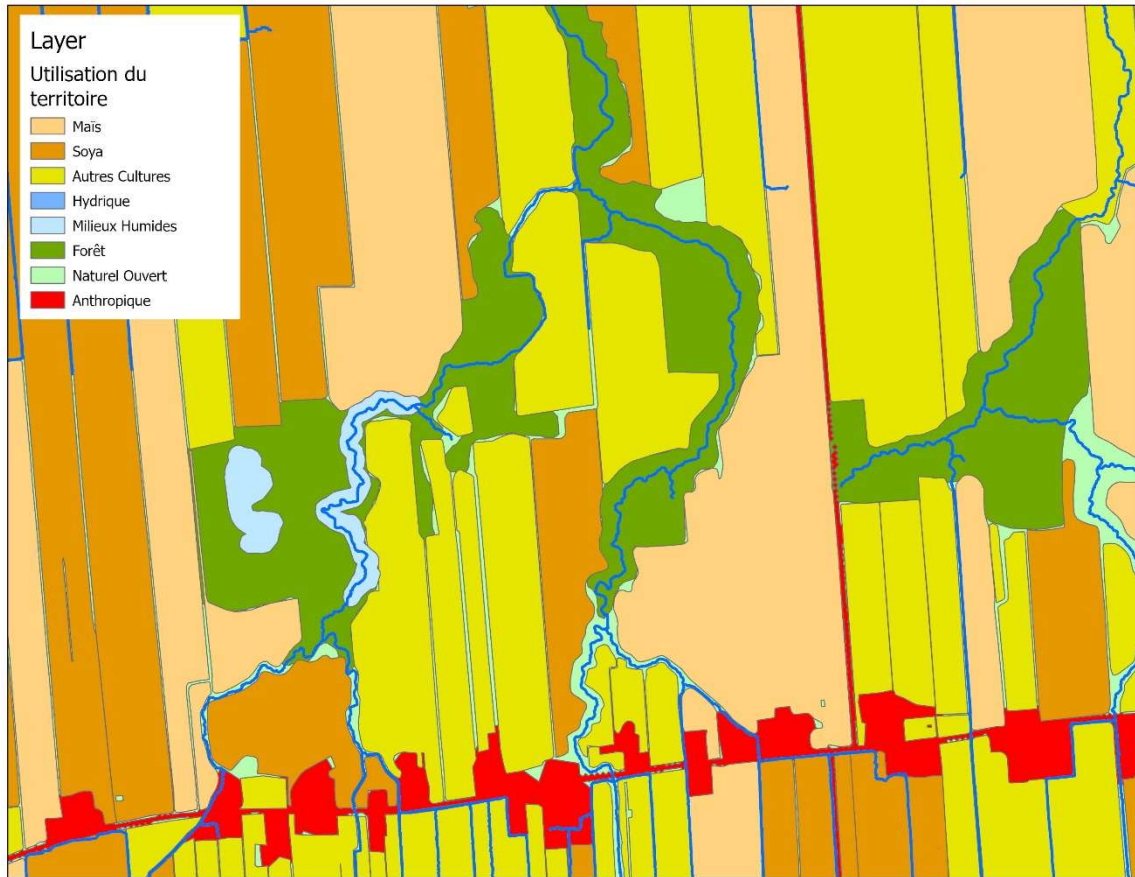 Layer
Utilisation du
territoire
Maïs
Soya
Autres Cultures
Hydrique
Milieux Humides
Forêt
Naturel Ouvert
Anthropique